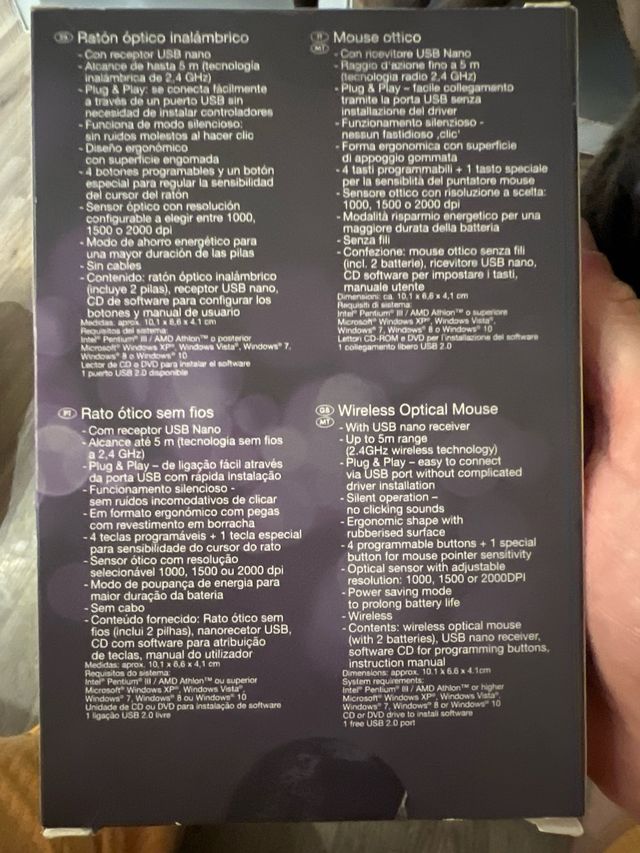 ES Ratón óptico inalámbrico
- Con receptor USB nano
- Alcance de hasta 5 m (tecnología
inalámbrica de 2,4 GHz)
- Plug & Play: se conecta fácilmente
a través de un puerto USB sin
necesidad de instalar controladores
- Funciona de modo silencioso:
sin ruidos molestos al hacer clic
- Diseño ergonómico
con superficie engomada
- 4 botones programables y un botón
especial para regular la sensibilidad
del cursor del ratón
- Sensor óptico con resolución
configurable a elegir entre 1000,
1500 o 2000 dpi
- Modo de ahorro energético para
una mayor duración de las pilas
- Sin cables
- Contenido: ratón óptico inalámbrico
(incluye 2 pilas), receptor USB nano,
CD de software para configurar los
botones y manual de usuario
Medidas: aprox. 10,1 x 6,6 x 4,1 cm
Requisitos del sistema:
Intel® Pentium® III / AMD Athlon™ o posterior
Microsoft® Windows XP®, Windows Vista®, Windows® 7,
Windows® 8 o Windows® 10
Lector de CD o DVD para instalar el software
1 puerto USB 2.0 disponible
IT MT Mouse ottico
- Con ricevitore USB Nano
- Raggio d'azione fino a 5 m
(tecnologia radio 2,4 GHz)
- Plug & Play – facile collegamento
tramite la porta USB senza
installazione del driver
- Funzionamento silenzioso -
nessun fastidioso ‚clic'
- Forma ergonomica con superficie
di appoggio gommata
- 4 tasti programmabili + 1 tasto speciale
per la sensiblità del puntatore mouse
- Sensore ottico con risoluzione a scelta:
1000, 1500 o 2000 dpi
- Modalità risparmio energetico per una
maggiore durata della batteria
- Senza fili
- Confezione: mouse ottico senza fili
(incl. 2 batterie), ricevitore USB nano,
CD software per impostare i tasti,
manuale utente
Dimensioni: ca. 10,1 x 6,6 x 4,1 cm
Requisiti di sistema:
Intel® Pentium® III / AMD Athlon™ o superiore
Microsoft® Windows XP®, Windows Vista®,
Windows® 7, Windows® 8 o Windows® 10
Lettori CD-ROM e DVD per l'installazione del software
1 collegamento libero USB 2.0
PT Rato ótico sem fios
- Com receptor USB Nano
- Alcance até 5 m (tecnologia sem fios
a 2,4 GHz)
- Plug & Play – de ligação fácil através
da porta USB com rápida instalação
- Funcionamento silencioso -
sem ruídos incomodativos de clicar
- Em formato ergonómico com pegas
com revestimento em borracha
- 4 teclas programáveis + 1 tecla especial
para sensibilidade do cursor do rato
- Sensor ótico com resolução
selecionável 1000, 1500 ou 2000 dpi
- Modo de poupança de energia para
maior duração da bateria
- Sem cabo
- Conteúdo fornecido: Rato ótico sem
fios (inclui 2 pilhas), nanorecetor USB,
CD com software para atribuição
de teclas, manual do utilizador
Medidas: aprox. 10,1 x 6,6 x 4,1 cm
Requisitos do sistema:
Intel® Pentium® III / AMD Athlon™ ou superior
Microsoft® Windows XP®, Windows Vista®,
Windows® 7, Windows® 8 ou Windows® 10
Unidade de CD ou DVD para instalação de software
1 ligação USB 2.0 livre
GB MT Wireless Optical Mouse
- With USB nano receiver
- Up to 5m range
(2.4GHz wireless technology)
- Plug & Play – easy to connect
via USB port without complicated
driver installation
- Silent operation –
no clicking sounds
- Ergonomic shape with
rubberised surface
- 4 programmable buttons + 1 special
button for mouse pointer sensitivity
- Optical sensor with adjustable
resolution: 1000, 1500 or 2000DPI
- Power saving mode
to prolong battery life
- Wireless
- Contents: wireless optical mouse
(with 2 batteries), USB nano receiver,
software CD for programming buttons,
instruction manual
Dimensions: approx. 10.1 x 6.6 x 4.1cm
System requirements:
Intel® Pentium® III / AMD Athlon™ or higher
Microsoft® Windows XP®, Windows Vista®,
Windows® 7, Windows® 8 or Windows® 10
CD or DVD drive to install software
1 free USB 2.0 port